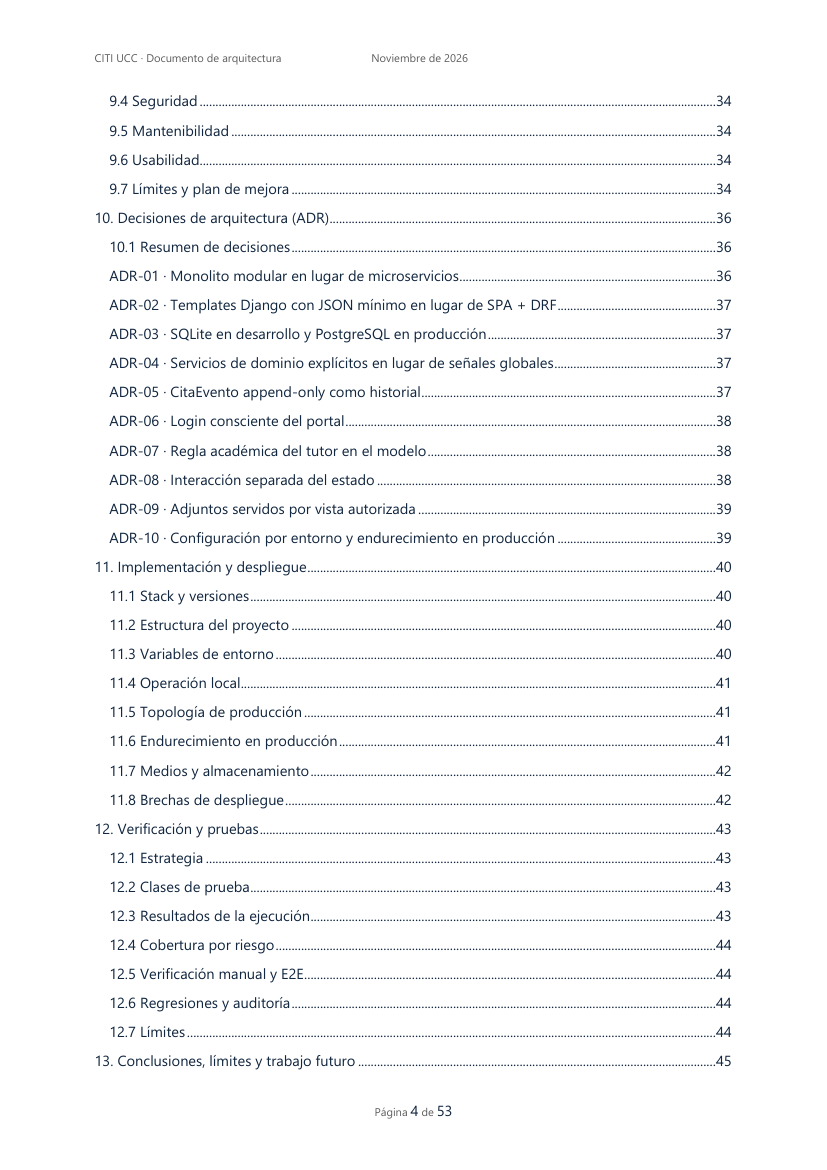 CITI UCC · Documento de arquitectura Noviembre de 2026
9.4 Seguridad 34
9.5 Mantenibilidad 34
9.6 Usabilidad 34
9.7 Límites y plan de mejora 34
10. Decisiones de arquitectura (ADR) 36
10.1 Resumen de decisiones 36
ADR-01 · Monolito modular en lugar de microservicios 36
ADR-02 · Templates Django con JSON mínimo en lugar de SPA + DRF 37
ADR-03 · SQLite en desarrollo y PostgreSQL en producción 37
ADR-04 · Servicios de dominio explícitos en lugar de señales globales 37
ADR-05 · CitaEvento append-only como historial 37
ADR-06 · Login consciente del portal 38
ADR-07 · Regla académica del tutor en el modelo 38
ADR-08 · Interacción separada del estado 38
ADR-09 · Adjuntos servidos por vista autorizada 39
ADR-10 · Configuración por entorno y endurecimiento en producción 39
11. Implementación y despliegue 40
11.1 Stack y versiones 40
11.2 Estructura del proyecto 40
11.3 Variables de entorno 40
11.4 Operación local 41
11.5 Topología de producción 41
11.6 Endurecimiento en producción 41
11.7 Medios y almacenamiento 42
11.8 Brechas de despliegue 42
12. Verificación y pruebas 43
12.1 Estrategia 43
12.2 Clases de prueba 43
12.3 Resultados de la ejecución 43
12.4 Cobertura por riesgo 44
12.5 Verificación manual y E2E 44
12.6 Regresiones y auditoría 44
12.7 Límites 44
13. Conclusiones, límites y trabajo futuro 45
Página 4 de 53